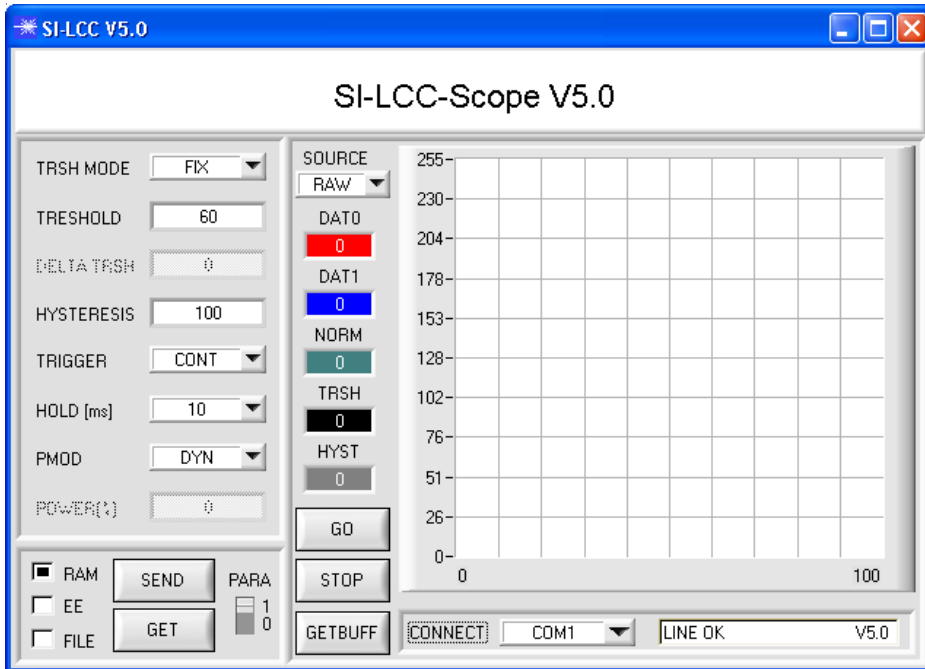 SI-LCC V5.0
SI-LCC-Scope V5.0
TRSH MODE FIX
TRESHOLD 60
DELTA TRSH 0
HYSTERESIS 100
TRIGGER CONT
HOLD [ms] 10
PMOD DYN
POWER(%) 0
RAM
EE
FILE
SEND
GET
PARA
1
0
SOURCE
RAW
DAT0
0
DAT1
0
NORM
0
TRSH
0
HYST
0
GO
STOP
GETBUFF
255
230
204
178
153
128
102
76
51
26
0
0 100
CONNECT COM1 LINE OK V5.0